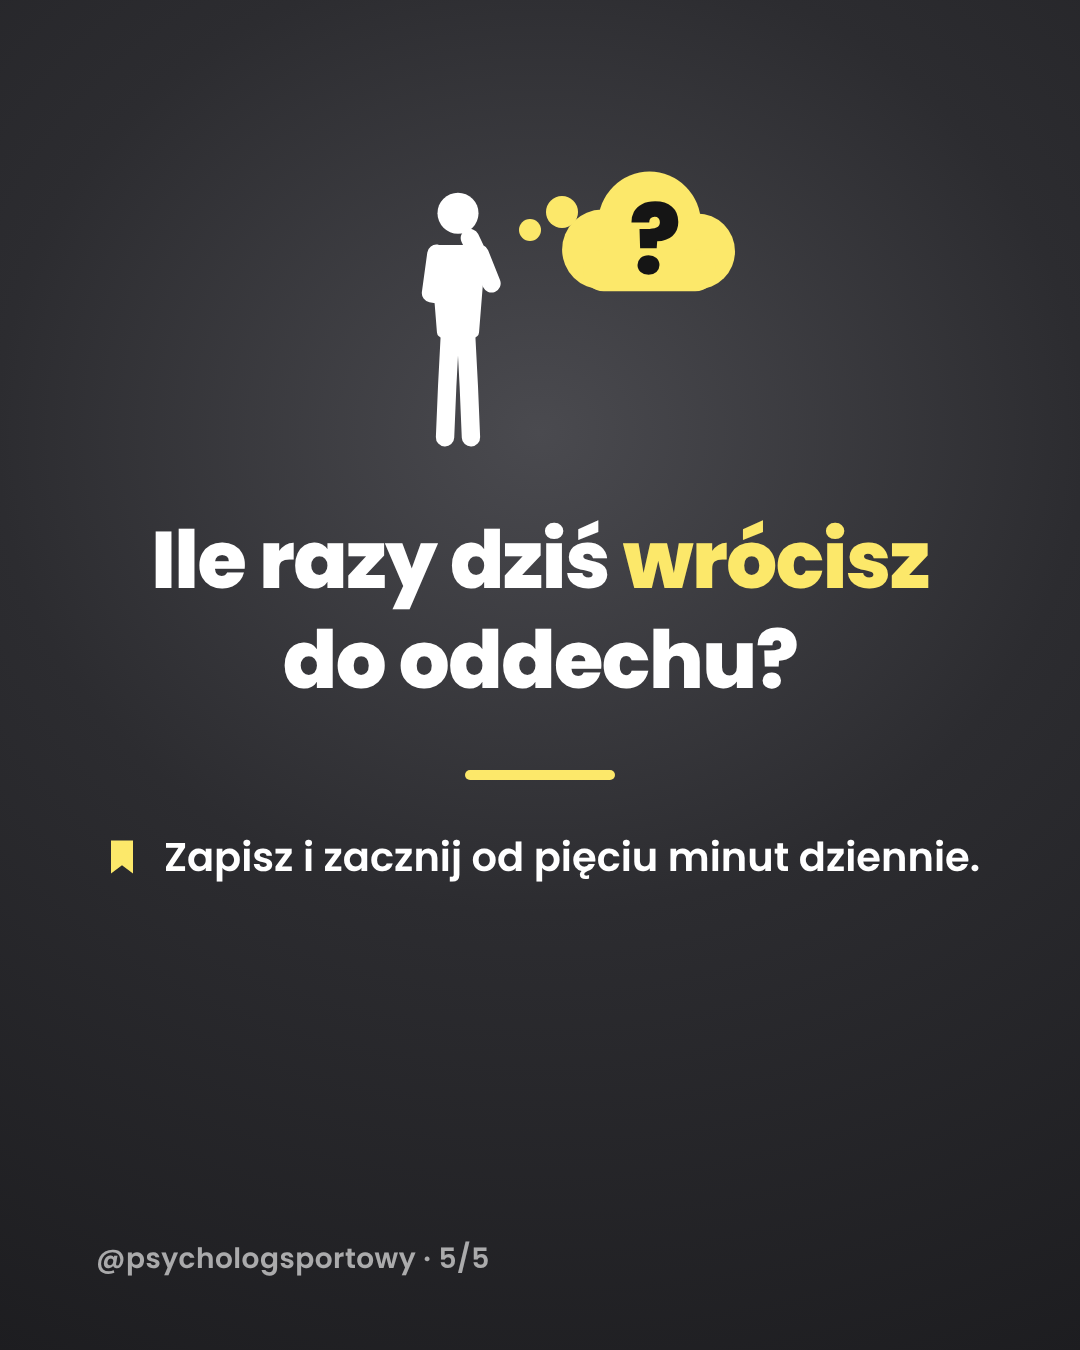 ?
Ile razy dziś wrócisz
do oddechu?
Zapisz i zacznij od pięciu minut dziennie.
@psychologsportowy · 5/5